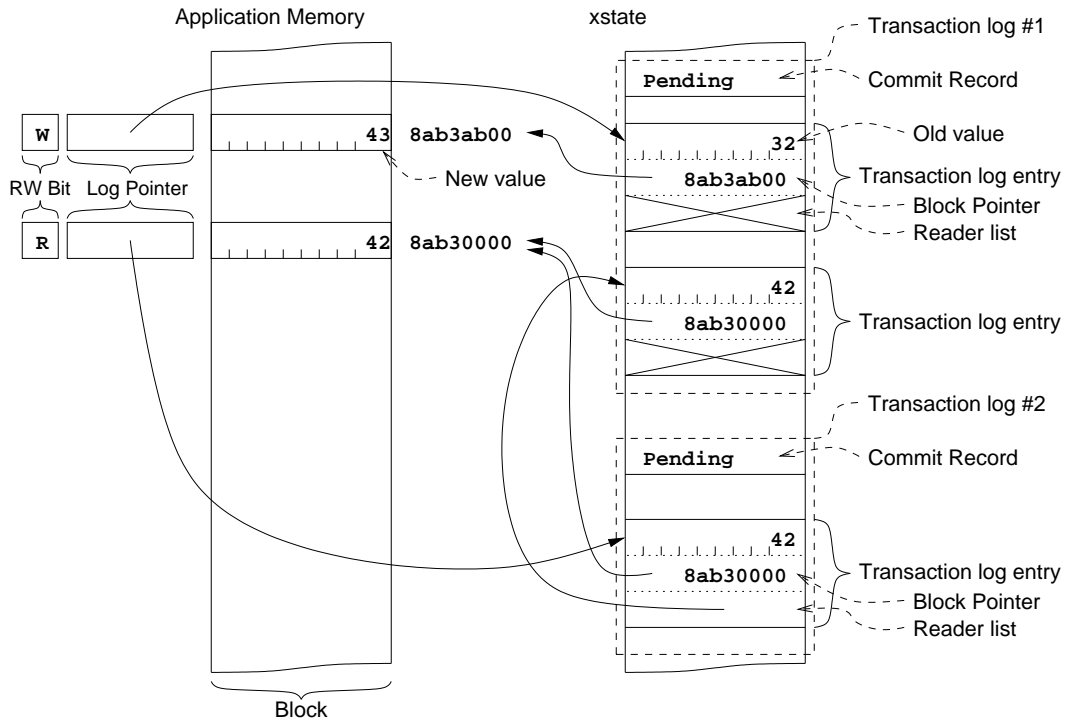 Application Memory
xstate
Transaction log #1
Pending
Commit Record
W
43
8ab3ab00
32
Old value
RW Bit
Log Pointer
New value
8ab3ab00
Transaction log entry
Block Pointer
Reader list
R
42
8ab30000
42
8ab30000
Transaction log entry
Transaction log #2
Pending
Commit Record
42
8ab30000
Transaction log entry
Block Pointer
Reader list
Block